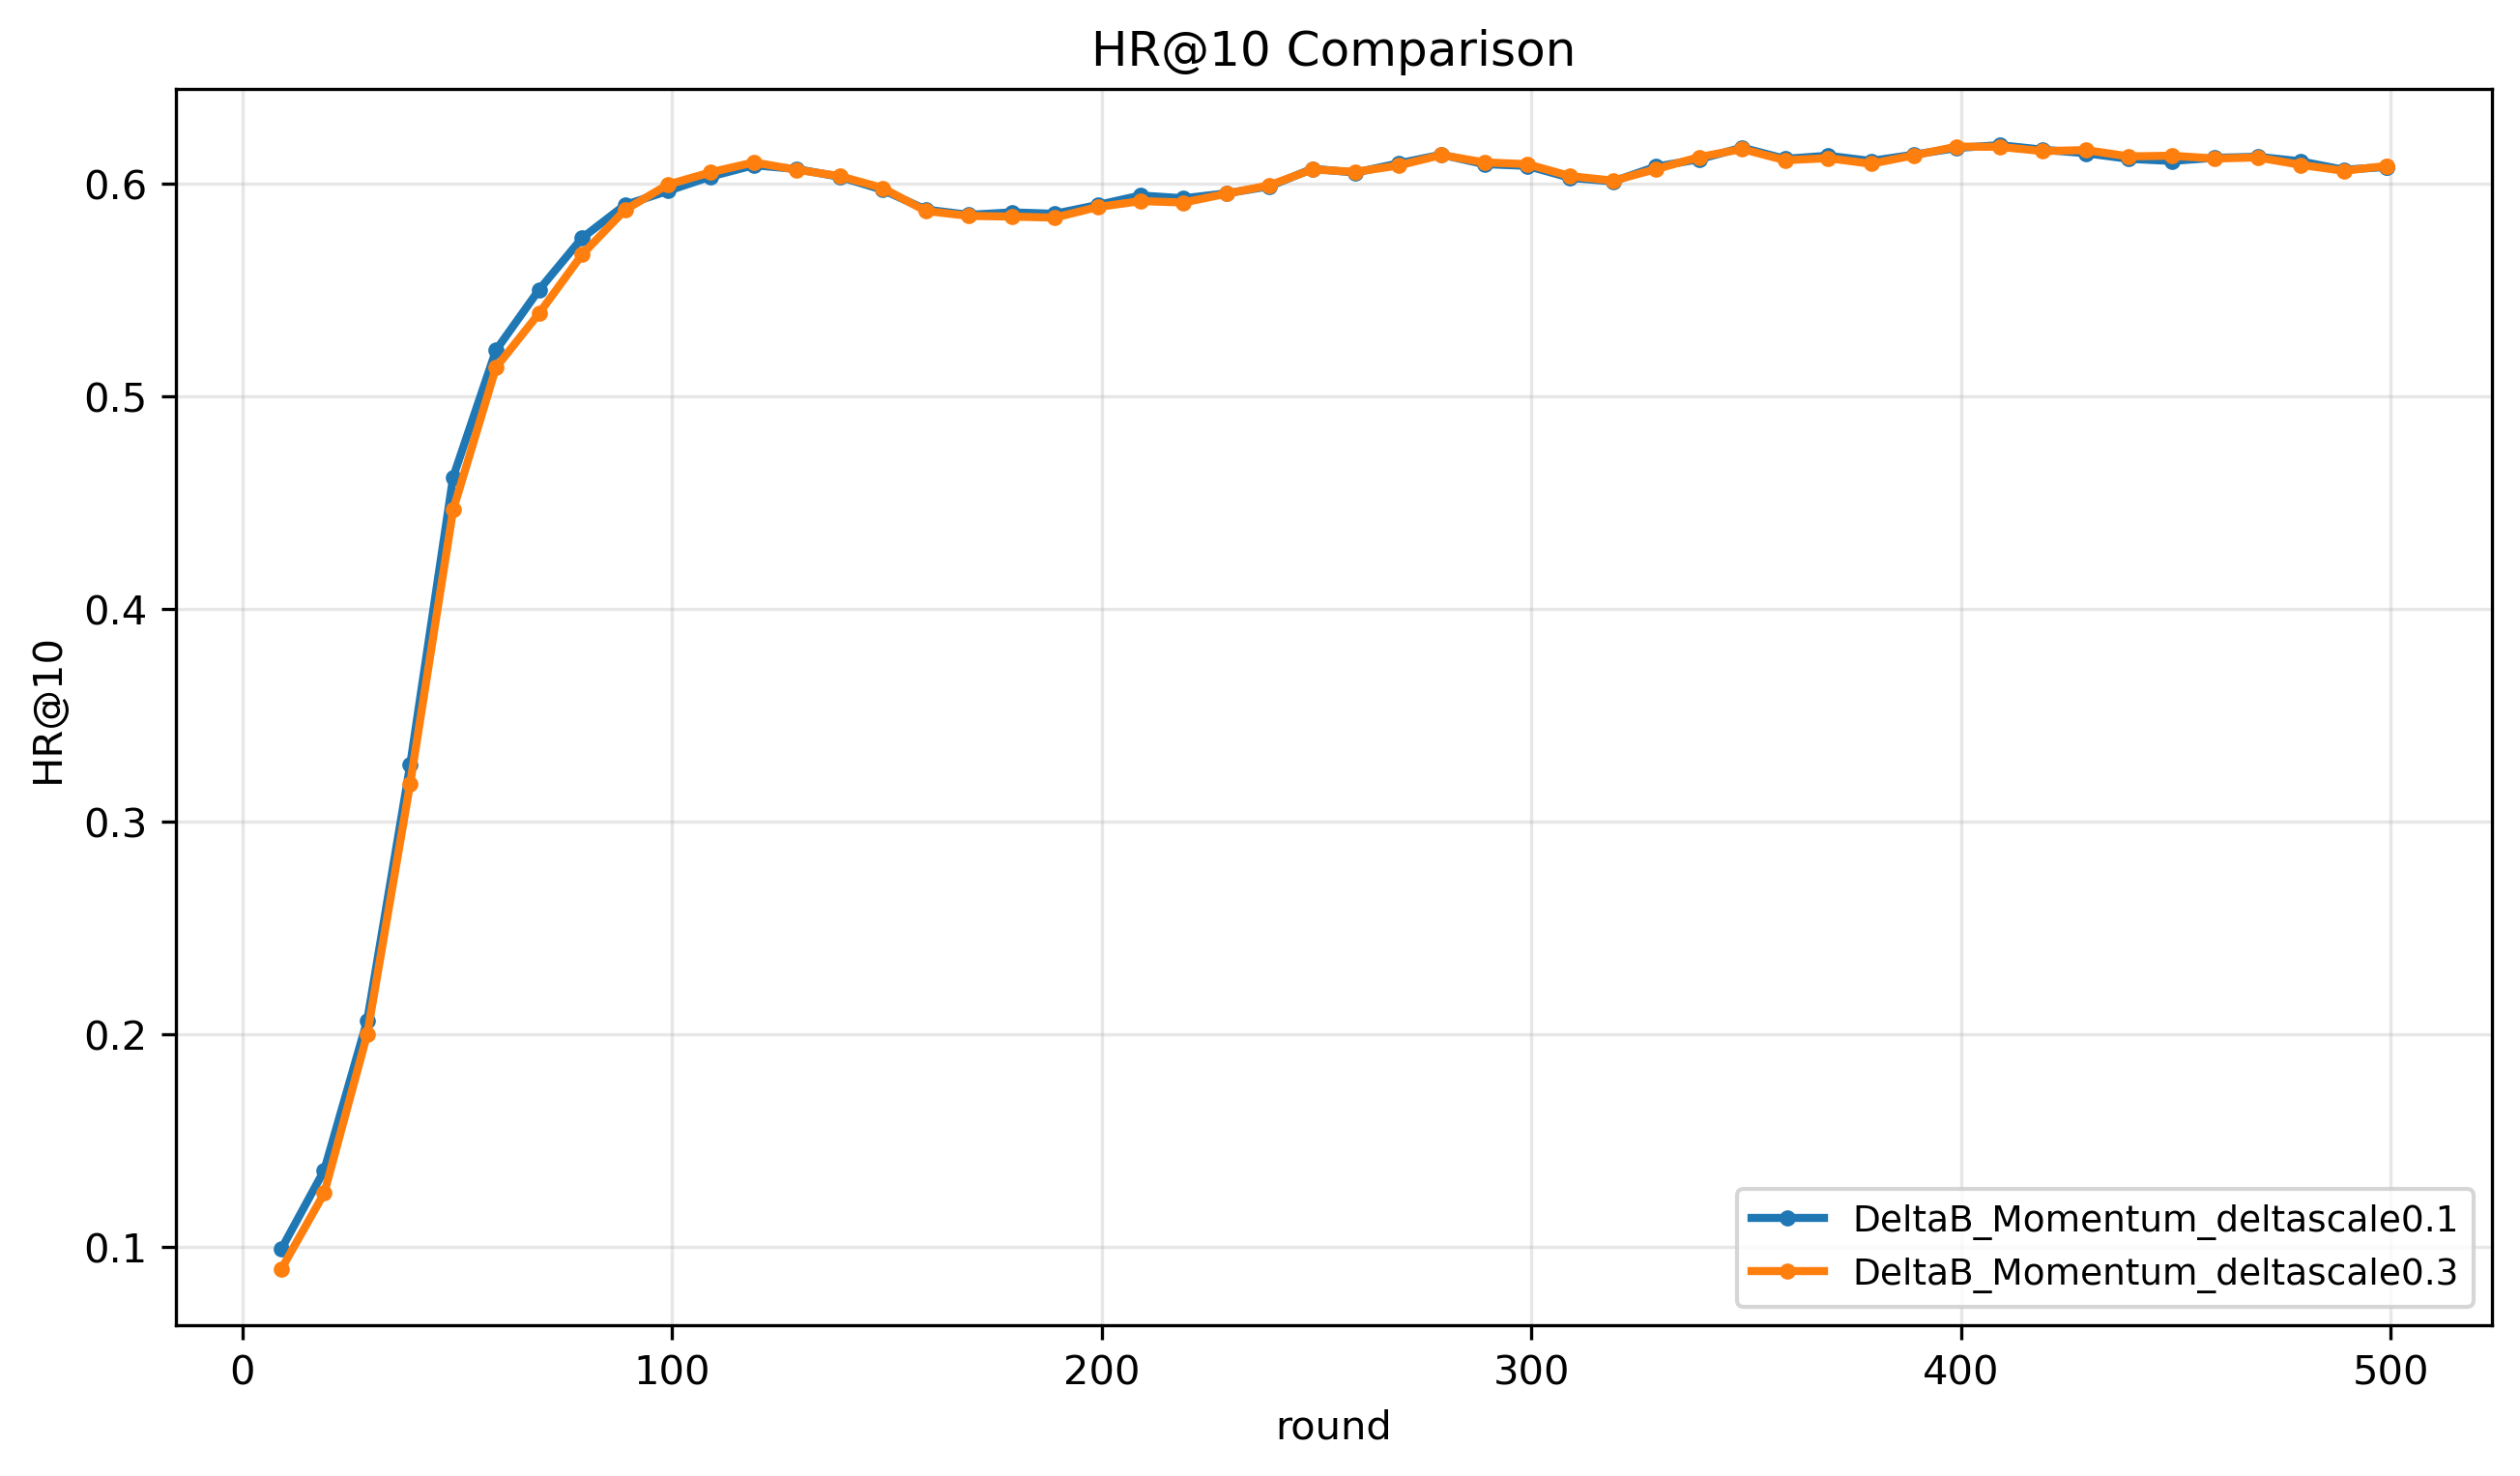 HR@10 Comparison
HR@10
0.6
0.5
0.4
0.3
0.2
0.1
0 100 200 300 400 500
round
DeltaB_Momentum_deltascale0.1
DeltaB_Momentum_deltascale0.3